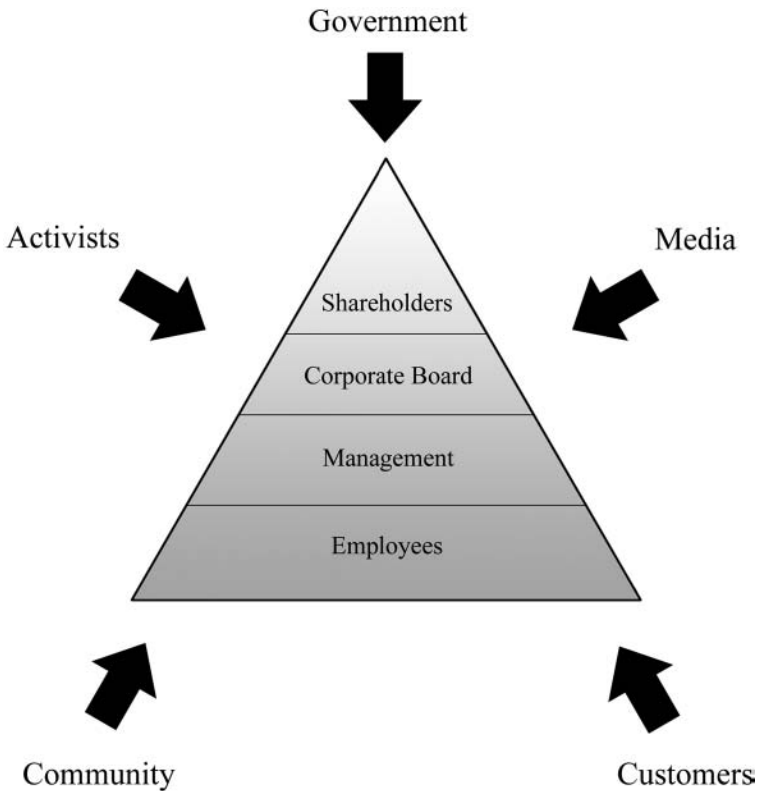 Government
Activists
Media
Shareholders
Corporate Board
Management
Employees
Community
Customers